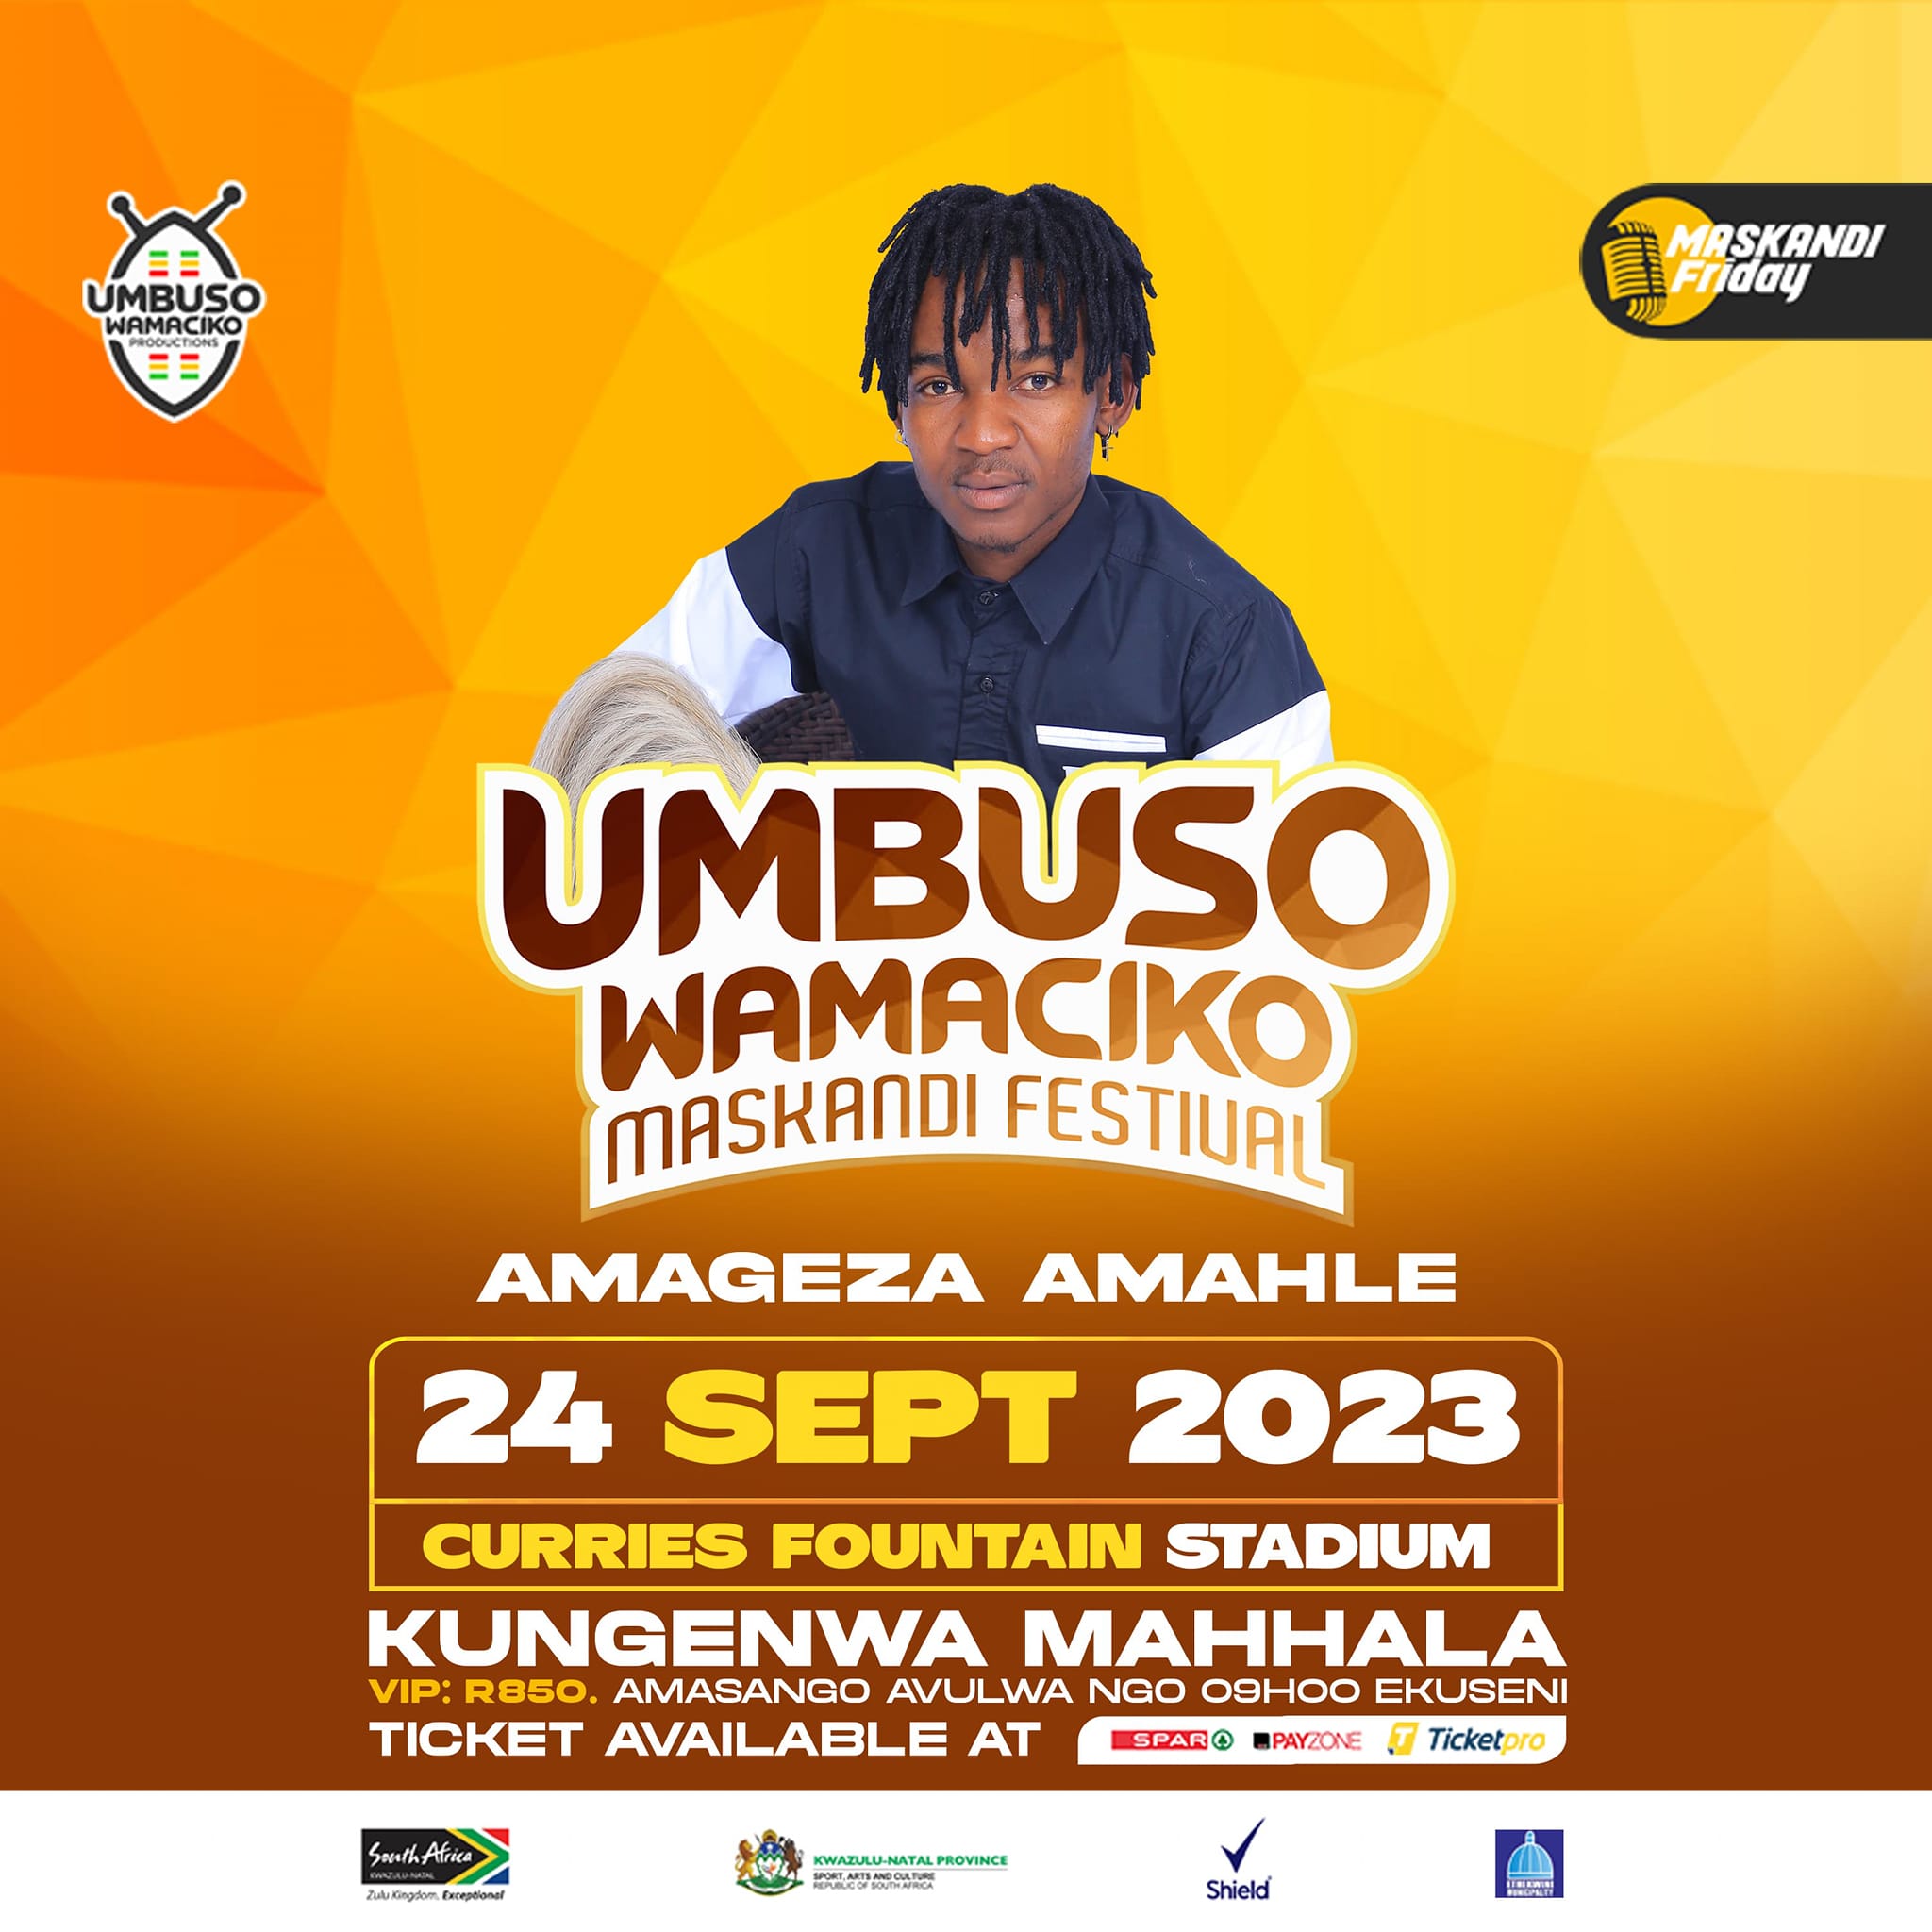 UMBUSO
WAMACIKO
PRODUCTIONS
MASKANDI
Friday
UMBUSO
WAMACIKO
MASKANDI FESTIVAL
AMAGEZA AMAHLE
24 SEPT 2023
CURRIES FOUNTAIN STADIUM
KUNGENWA MAHHALA
VIP: R850. AMASANGO AVULWA NGO 09H00 EKUSENI
TICKET AVAILABLE AT SPAR PAYZONE Ticketpro
South Africa
KWAZULU-NATAL
Zulu Kingdom. Exceptional
KWAZULU-NATAL PROVINCE
SPORT, ARTS AND CULTURE
REPUBLIC OF SOUTH AFRICA
Shield
ETHEKWINI
MUNICIPALITY